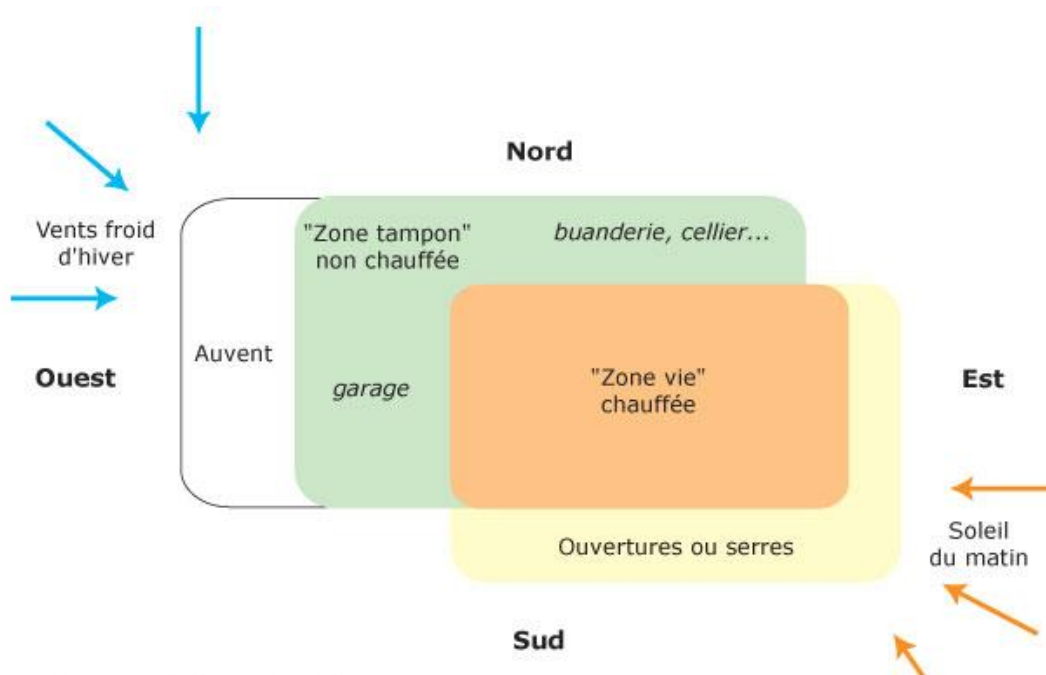 Nord
Vents froid
d'hiver
"Zone tampon"
non chauffée
buanderie, cellier...
Auvent
Ouest
garage
"Zone vie"
chauffée
Est
Ouvertures ou serres
Soleil
du matin
Sud